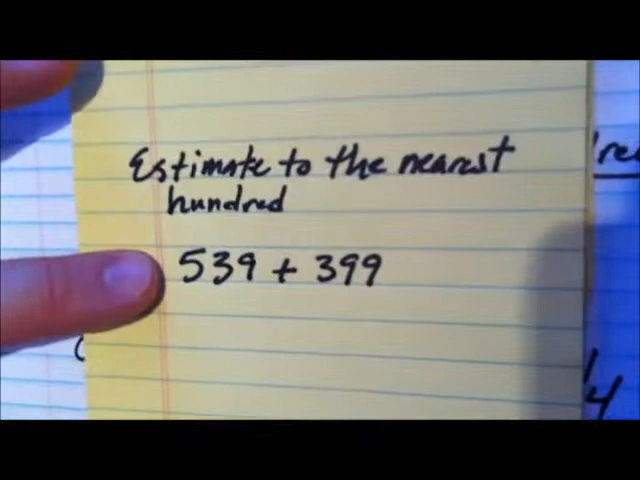 Estimate to the nearest
hundred
539 + 399